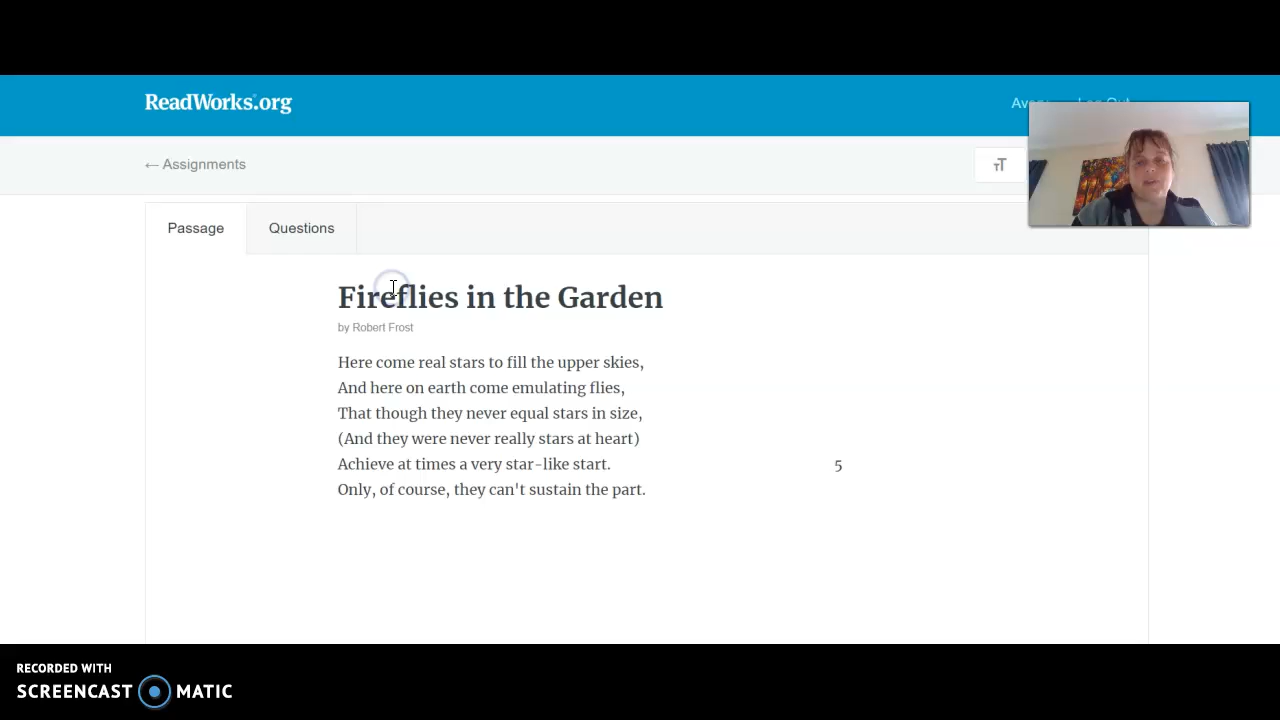 ReadWorks.org
Log Out
← Assignments
TT
Passage
Questions
Fireflies in the Garden
by Robert Frost
Here come real stars to fill the upper skies,
And here on earth come emulating flies,
That though they never equal stars in size,
(And they were never really stars at heart)
Achieve at times a very star-like start.
5
Only, of course, they can't sustain the part.
RECORDED WITH
SCREENCAST MATIC